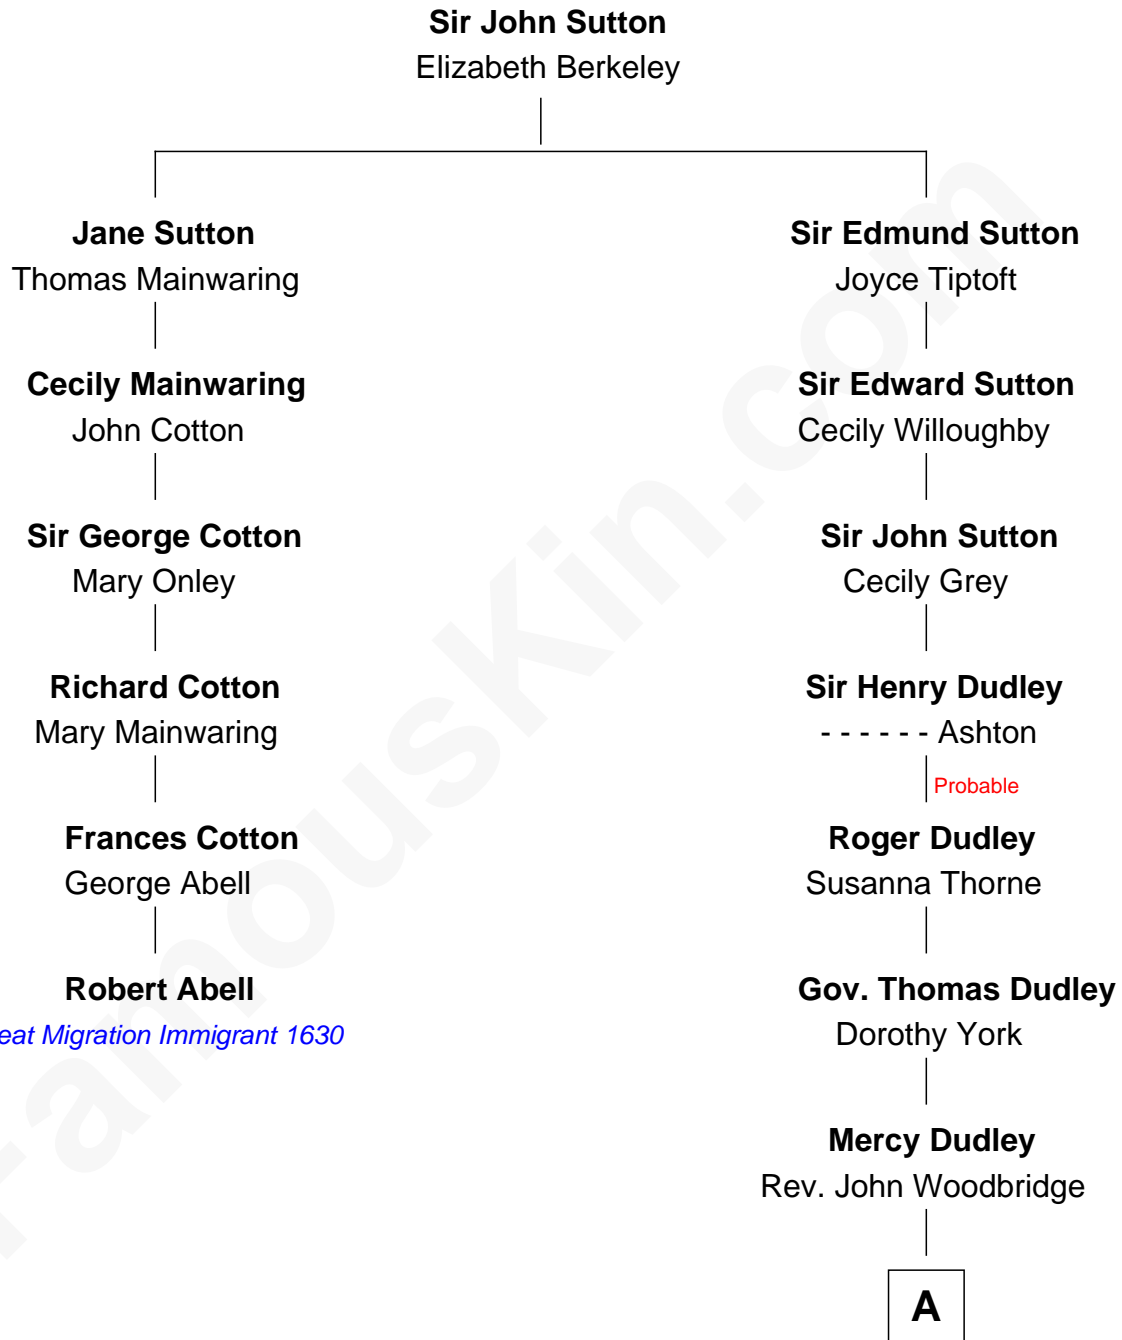 Sir John Sutton
Elizabeth Berkeley
Jane Sutton
Thomas Mainwaring
Sir Edmund Sutton
Joyce Tiptoft
Cecily Mainwaring
John Cotton
Sir Edward Sutton
Cecily Willoughby
Sir George Cotton
Mary Onley
Sir John Sutton
Cecily Grey
Richard Cotton
Mary Mainwaring
Sir Henry Dudley
- - - - - - Ashton
Probable
Frances Cotton
George Abell
Roger Dudley
Susanna Thorne
Robert Abell
eat Migration Immigrant 1630
Gov. Thomas Dudley
Dorothy York
Mercy Dudley
Rev. John Woodbridge
A
FamousKin.com